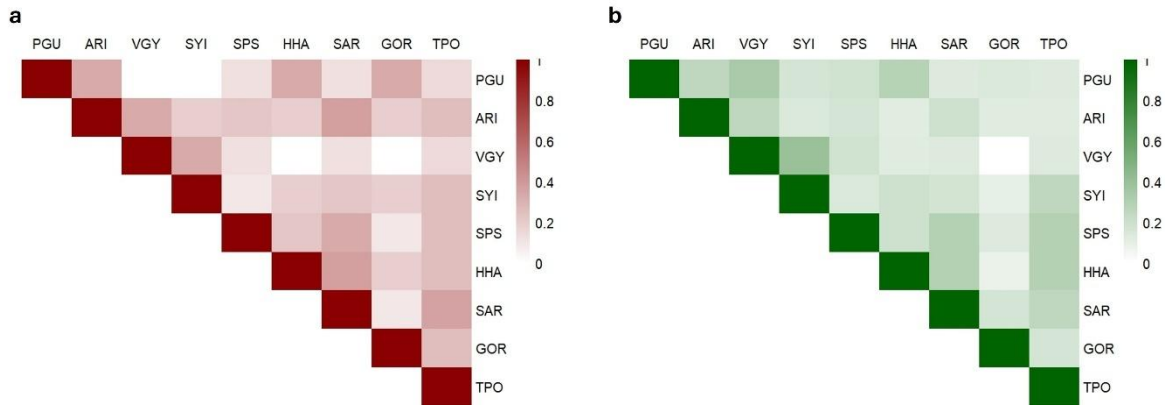 a
PGU ARI VGY SYI SPS HHA SAR GOR TPO
PGU
ARI
VGY
SYI
SPS
HHA
SAR
GOR
TPO
1
0.8
0.6
0.4
0.2
0
b
PGU ARI VGY SYI SPS HHA SAR GOR TPO
PGU
ARI
VGY
SYI
SPS
HHA
SAR
GOR
TPO
1
0.8
0.6
0.4
0.2
0